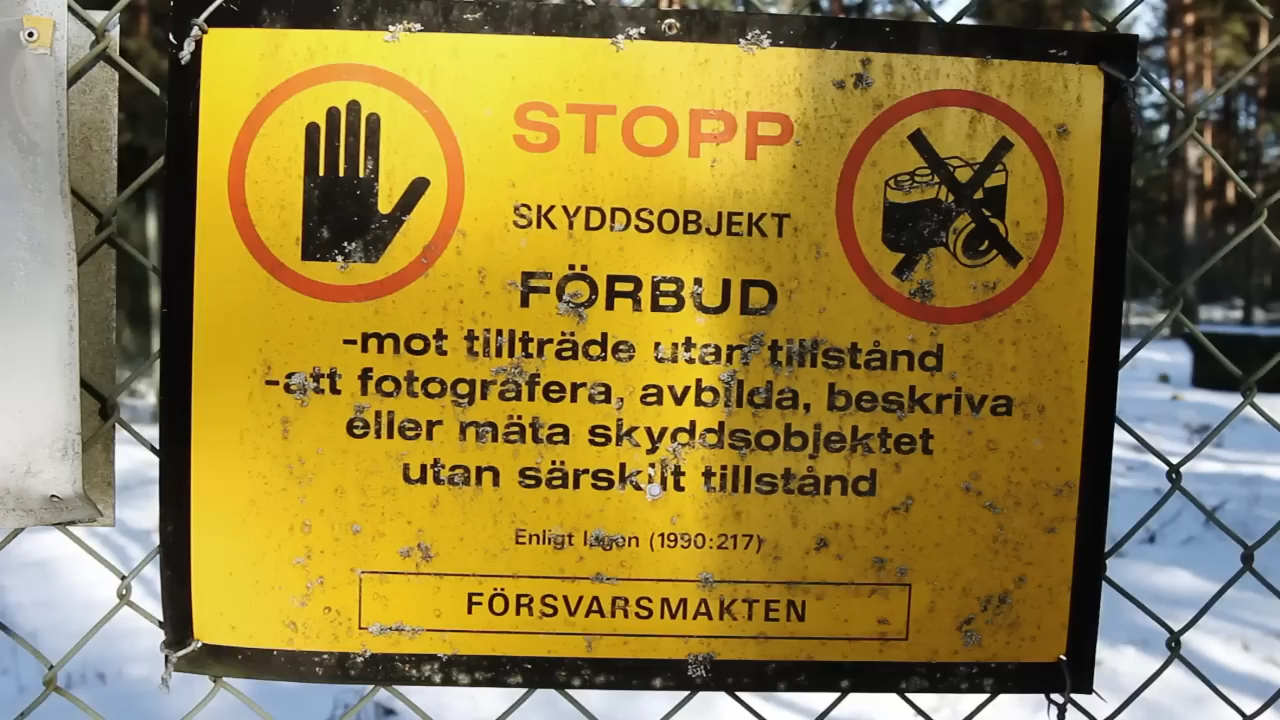 STOPP
SKYDDSOBJEKT
FÖRBUD
-mot tillträde utan tillstånd
-att fotografera, avbilda, beskriva
eller mäta skyddsobjektet
utan särskilt tillstånd
Enligt lagen (1990:217)
FÖRSVARSMAKTEN